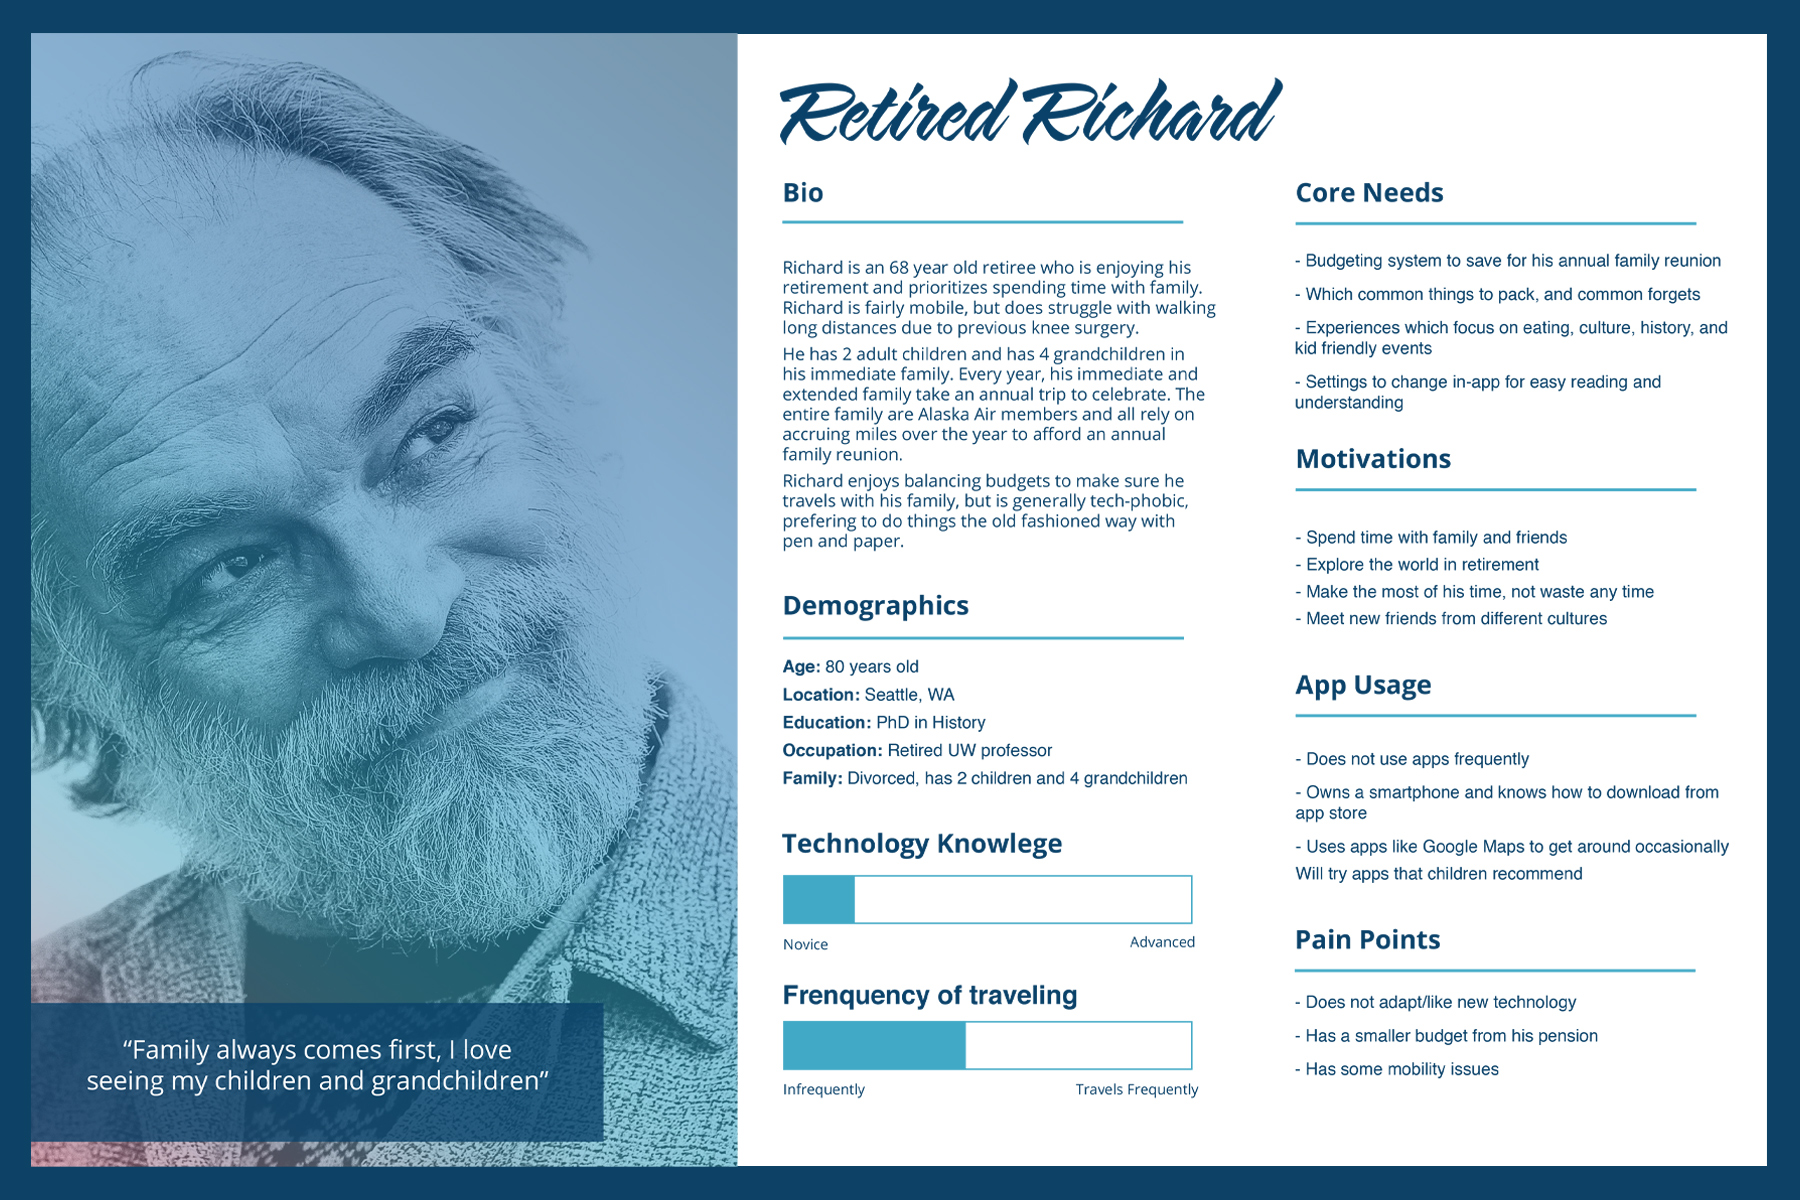 Retired Richard
Bio
Richard is an 68 year old retiree who is enjoying his
retirement and prioritizes spending time with family.
Richard is fairly mobile, but does struggle with walking
long distances due to previous knee surgery.
He has 2 adult children and has 4 grandchildren in
his immediate family. Every year, his immediate and
extended family take an annual trip to celebrate. The
entire family are Alaska Air members and all rely on
accruing miles over the year to afford an annual
family reunion.
Richard enjoys balancing budgets to make sure he
travels with his family, but is generally tech-phobic,
prefering to do things the old fashioned way with
pen and paper.
Demographics
Age: 80 years old
Location: Seattle, WA
Education: PhD in History
Occupation: Retired UW professor
Family: Divorced, has 2 children and 4 grandchildren
Technology Knowlege
Novice
Advanced
Frenquency of traveling
Infrequently
Travels Frequently
Core Needs
- Budgeting system to save for his annual family reunion
- Which common things to pack, and common forgets
- Experiences which focus on eating, culture, history, and
kid friendly events
- Settings to change in-app for easy reading and
understanding
Motivations
- Spend time with family and friends
- Explore the world in retirement
- Make the most of his time, not waste any time
- Meet new friends from different cultures
App Usage
- Does not use apps frequently
- Owns a smartphone and knows how to download from
app store
- Uses apps like Google Maps to get around occasionally
Will try apps that children recommend
Pain Points
- Does not adapt/like new technology
- Has a smaller budget from his pension
- Has some mobility issues
“Family always comes first, I love
seeing my children and grandchildren”